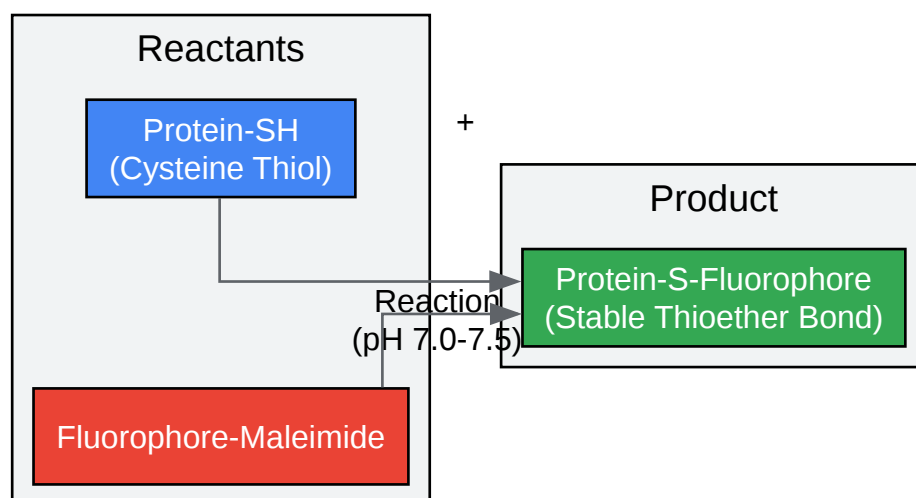 Reactants
Protein-SH
(Cysteine Thiol)
+
Product
Protein-S-Fluorophore
(Stable Thioether Bond)
Reaction
(pH 7.0-7.5)
Fluorophore-Maleimide